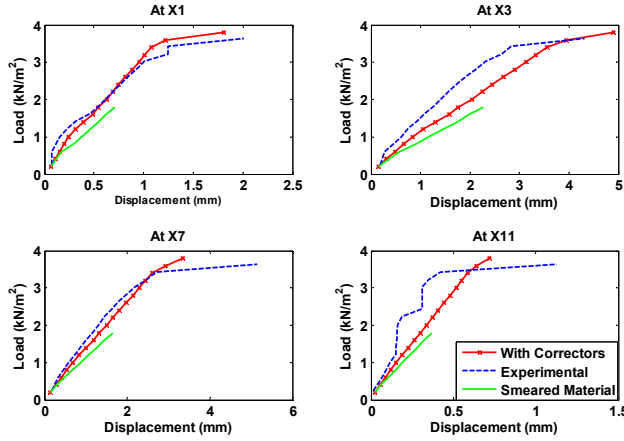 At X1
Load (kN/m²)
4
3
2
1
0
0 0.5 1 1.5 2 2.5
Displacement (mm)
At X3
Load (kN/m²)
4
3
2
1
0
0 1 2 3 4 5
Displacement (mm)
At X7
Load (kN/m²)
4
3
2
1
0
0 2 4 6
Displacement (mm)
At X11
Load (kN/m²)
4
3
2
1
0
0 0.5 1 1.5
Displacement (mm)
With Correctors
Experimental
Smeared Material